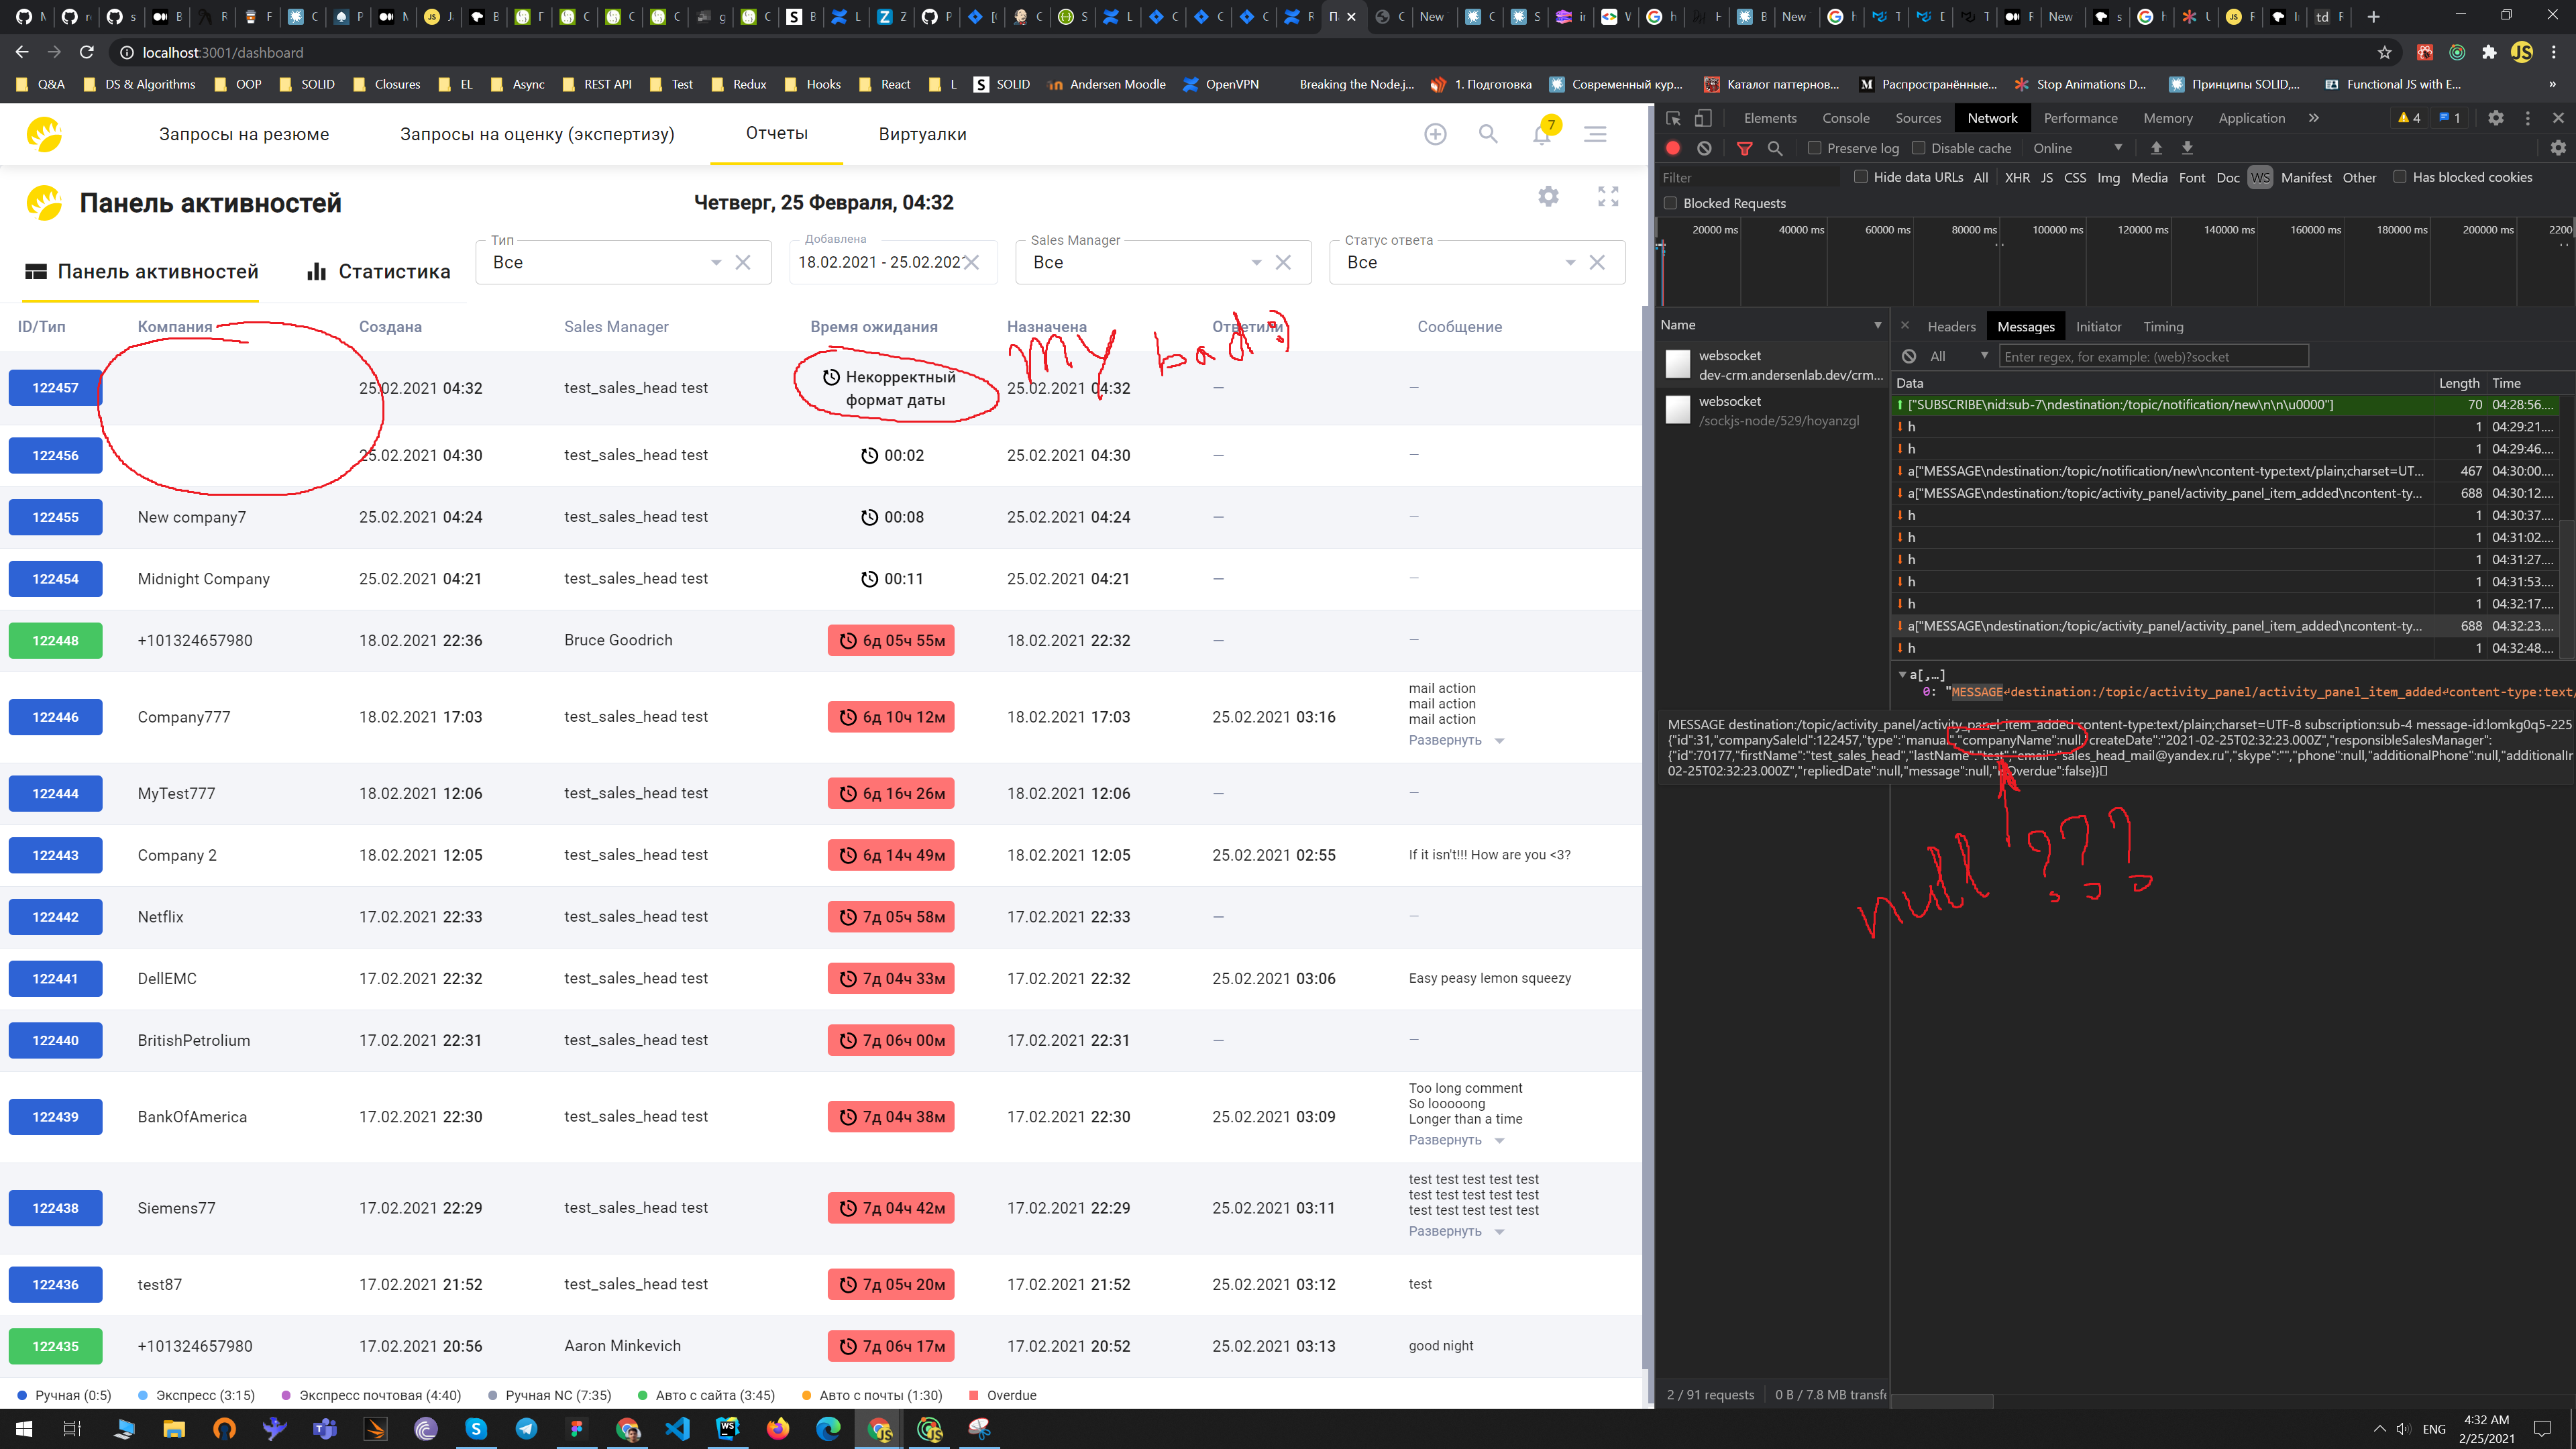 localhost:3001/dashboard
Q&A DS & Algorithms OOP SOLID Closures EL Async REST API Test Redux Hooks React L SOLID Andersen Moodle OpenVPN Breaking the Node.j... 1. Подготовка Современный кур... Каталог паттернов... Распространённые... Stop Animations D... Принципы SOLID,... Functional JS with E...
Запросы на резюме Запросы на оценку (экспертизу) Отчеты Виртуалки 7
Панель активностей Четверг, 25 Февраля, 04:32
Тип Добавлена Sales Manager Статус ответа
Все 18.02.2021 - 25.02.202 Все Все
Панель активностей Статистика
ID/Тип Компания Создана Sales Manager Время ожидания Назначена Ответили Сообщение
my bad :)
122457 25.02.2021 04:32 test_sales_head test Некорректный формат даты 25.02.2021 04:32 — —
122456 25.02.2021 04:30 test_sales_head test 00:02 25.02.2021 04:30 — —
122455 New company7 25.02.2021 04:24 test_sales_head test 00:08 25.02.2021 04:24 — —
122454 Midnight Company 25.02.2021 04:21 test_sales_head test 00:11 25.02.2021 04:21 — —
122448 +101324657980 18.02.2021 22:36 Bruce Goodrich 6д 05ч 55м 18.02.2021 22:32 — —
122446 Company777 18.02.2021 17:03 test_sales_head test 6д 10ч 12м 18.02.2021 17:03 25.02.2021 03:16 mail action
mail action
mail action
Развернуть
122444 MyTest777 18.02.2021 12:06 test_sales_head test 6д 16ч 26м 18.02.2021 12:06 — —
122443 Company 2 18.02.2021 12:05 test_sales_head test 6д 14ч 49м 18.02.2021 12:05 25.02.2021 02:55 If it isn't!!! How are you <3?
122442 Netflix 17.02.2021 22:33 test_sales_head test 7д 05ч 58м 17.02.2021 22:33 — —
122441 DellEMC 17.02.2021 22:32 test_sales_head test 7д 04ч 33м 17.02.2021 22:32 25.02.2021 03:06 Easy peasy lemon squeezy
122440 BritishPetrolium 17.02.2021 22:31 test_sales_head test 7д 06ч 00м 17.02.2021 22:31 — —
122439 BankOfAmerica 17.02.2021 22:30 test_sales_head test 7д 04ч 38м 17.02.2021 22:30 25.02.2021 03:09 Too long comment
So looooong
Longer than a time
Развернуть
122438 Siemens77 17.02.2021 22:29 test_sales_head test 7д 04ч 42м 17.02.2021 22:29 25.02.2021 03:11 test test test test test
test test test test test
test test test test test
Развернуть
122436 test87 17.02.2021 21:52 test_sales_head test 7д 05ч 20м 17.02.2021 21:52 25.02.2021 03:12 test
122435 +101324657980 17.02.2021 20:56 Aaron Minkevich 7д 06ч 17м 17.02.2021 20:52 25.02.2021 03:13 good night
Ручная (0:5) Экспресс (3:15) Экспресс почтовая (4:40) Ручная NC (7:35) Авто с сайта (3:45) Авто с почты (1:30) Overdue
Elements Console Sources Network Performance Memory Application » 4 1
Preserve log Disable cache Online
Filter Hide data URLs All XHR JS CSS Img Media Font Doc WS Manifest Other Has blocked cookies
Blocked Requests
20000 ms 40000 ms 60000 ms 80000 ms 100000 ms 120000 ms 140000 ms 160000 ms 180000 ms 200000 ms 2200
Name Headers Messages Initiator Timing
websocket
dev-crm.andersenlab.dev/crm...
websocket
/sockjs-node/529/hoyanzgl
All Enter regex, for example: (web)?socket
Data Length Time
["SUBSCRIBE\nid:sub-7\ndestination:/topic/notification/new\n\n\u0000"] 70 04:28:56....
h 1 04:29:21....
h 1 04:29:46....
a["MESSAGE\ndestination:/topic/notification/new\ncontent-type:text/plain;charset=UT... 467 04:30:00....
a["MESSAGE\ndestination:/topic/activity_panel/activity_panel_item_added\ncontent-ty... 688 04:30:12....
h 1 04:30:37....
h 1 04:31:02....
h 1 04:31:27....
h 1 04:31:53....
h 1 04:32:17....
a["MESSAGE\ndestination:/topic/activity_panel/activity_panel_item_added\ncontent-ty... 688 04:32:23....
h 1 04:32:48....
a[,…]
0: "MESSAGE↵destination:/topic/activity_panel/activity_panel_item_added↵content-type:text/
MESSAGE destination:/topic/activity_panel/activity_panel_item_added content-type:text/plain;charset=UTF-8 subscription:sub-4 message-id:lomkg0q5-225
{"id":31,"companySaleId":122457,"type":"manual","companyName":null, createDate":"2021-02-25T02:32:23.000Z","responsibleSalesManager":
{"id":70177,"firstName":"test_sales_head","lastName":"test","email":"sales_head_mail@yandex.ru","skype":"","phone":null,"additionalPhone":null,"additionalIn
02-25T02:32:23.000Z","repliedDate":null,"message":null,"isOverdue":false}}
null ???
2 / 91 requests 0 B / 7.8 MB transfe
ENG 4:32 AM
2/25/2021